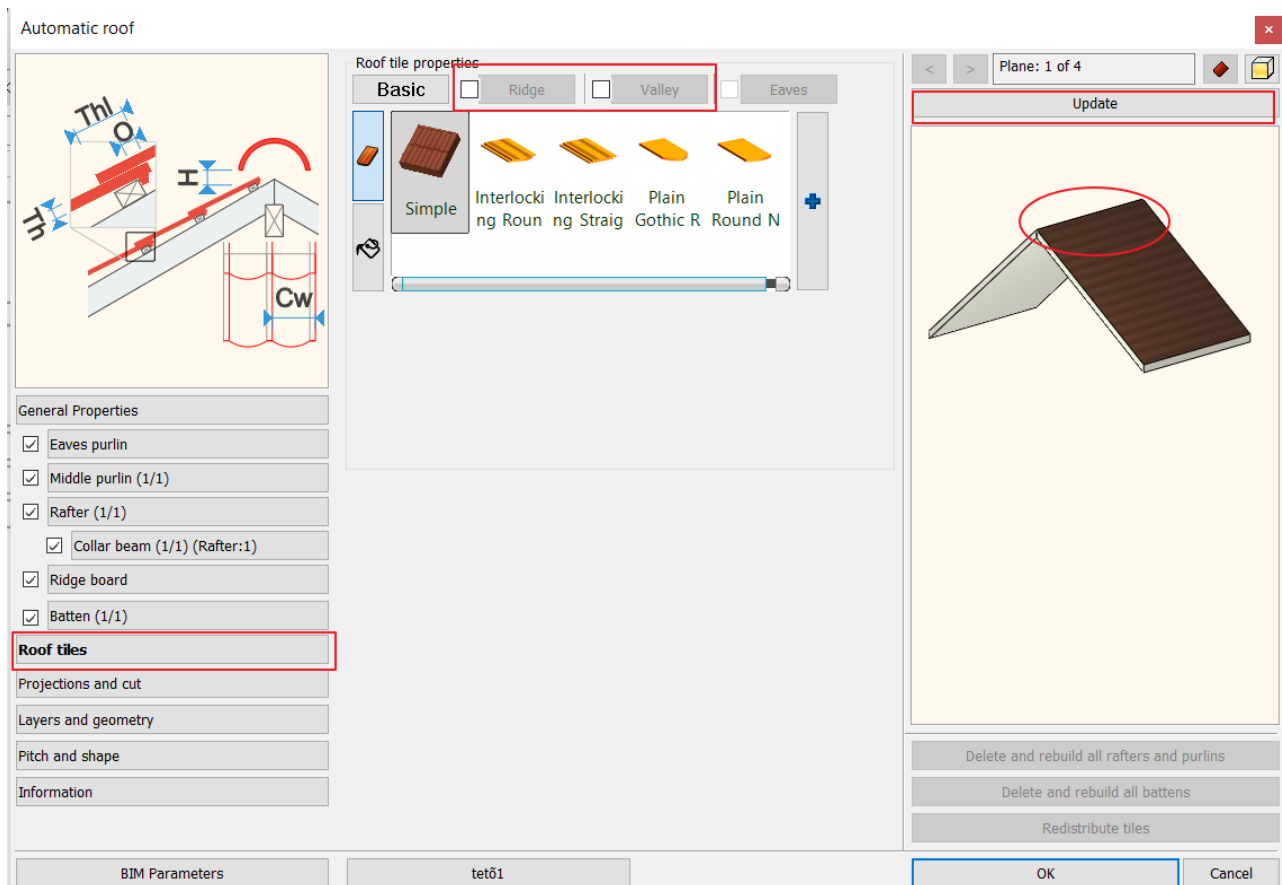 Automatic roof
Thl
O
H
Th
Cw
General Properties
Eaves purlin
Middle purlin (1/1)
Rafter (1/1)
Collar beam (1/1) (Rafter:1)
Ridge board
Batten (1/1)
Roof tiles
Projections and cut
Layers and geometry
Pitch and shape
Information
BIM Parameters
Roof tile properties
Basic
Ridge
Valley
Eaves
Simple
Interlocki
ng Roun
Interlocki
ng Straig
Plain
Gothic R
Plain
Round N
tetõ1
< > Plane: 1 of 4
Update
Delete and rebuild all rafters and purlins
Delete and rebuild all battens
Redistribute tiles
OK
Cancel